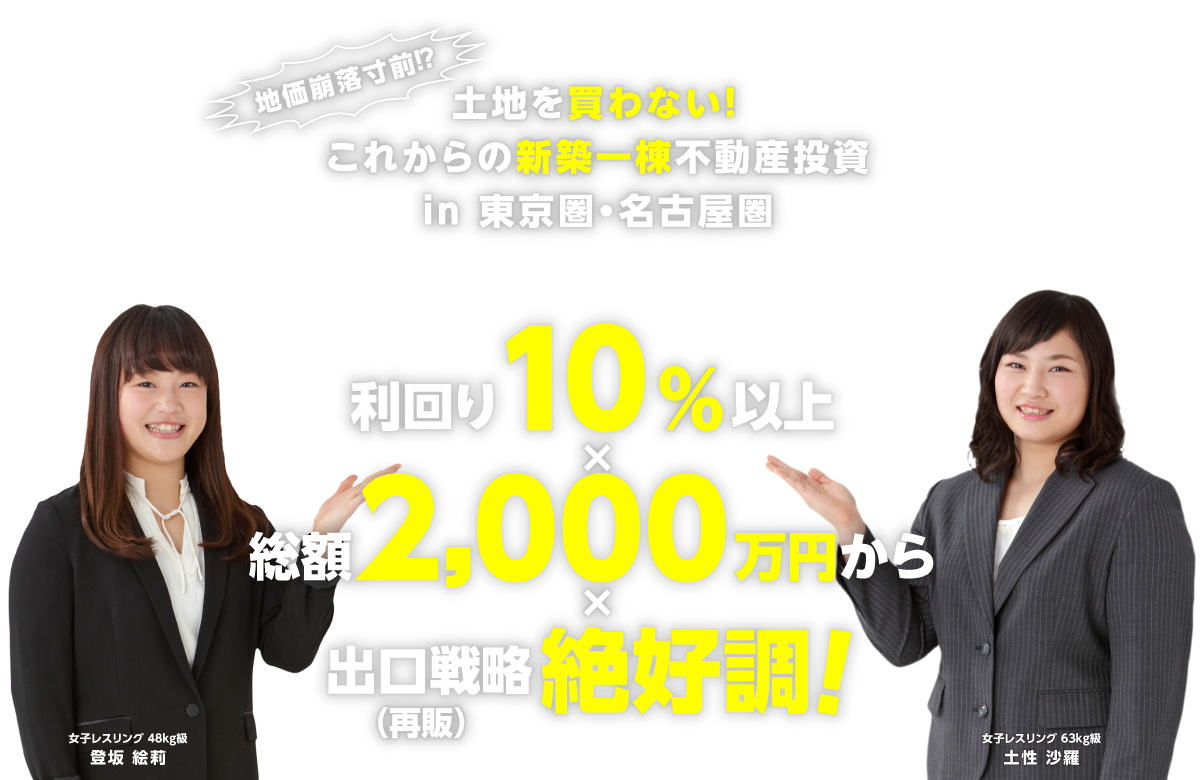 地価崩落寸前!?
土地を買わない!
これからの新築一棟不動産投資
in 東京圏・名古屋圏
利回り10%以上
×
総額2,000万円から
×
出口戦略絶好調!
(再販)
女子レスリング 48kg級
登坂 絵莉
女子レスリング 63kg級
土性 沙羅